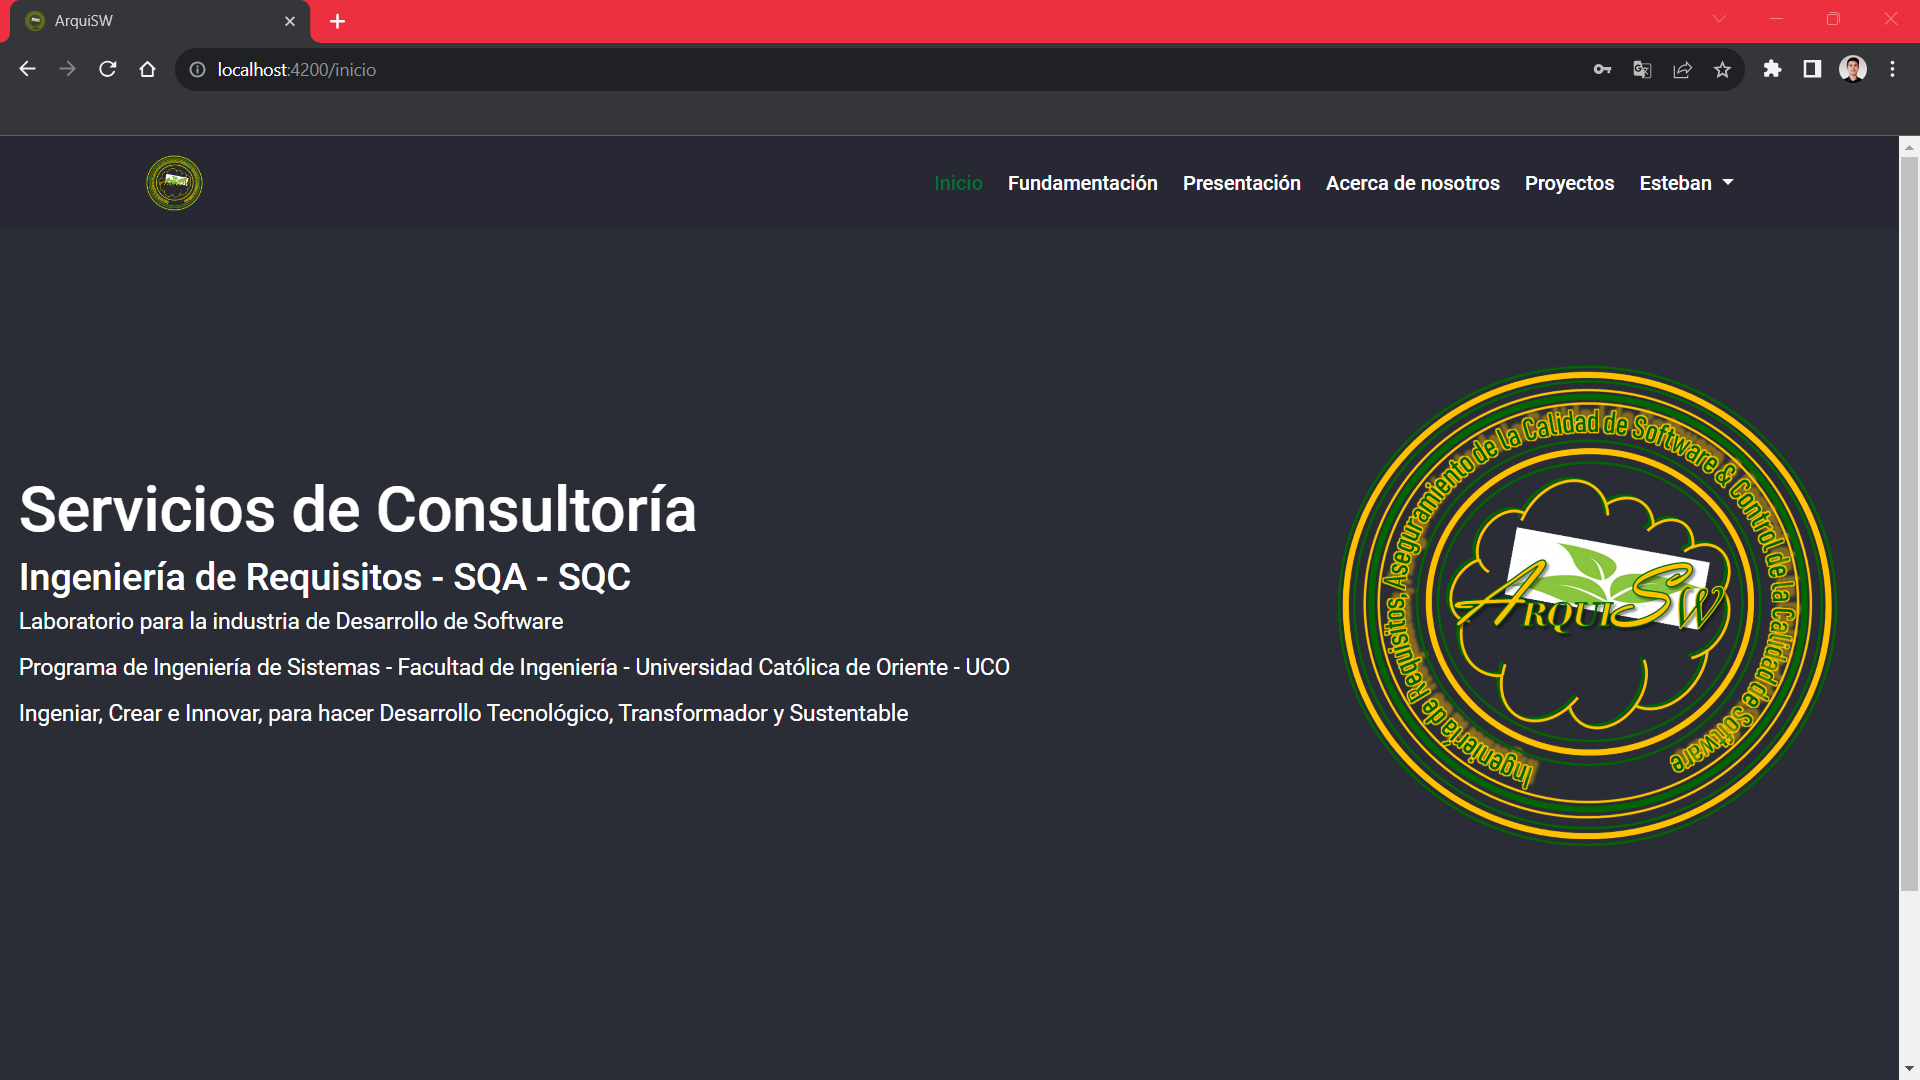 ArquiSW
localhost:4200/inicio
Inicio Fundamentación Presentación Acerca de nosotros Proyectos Esteban
Servicios de Consultoría
Ingeniería de Requisitos - SQA - SQC
Laboratorio para la industria de Desarrollo de Software
Programa de Ingeniería de Sistemas - Facultad de Ingeniería - Universidad Católica de Oriente - UCO
Ingeniar, Crear e Innovar, para hacer Desarrollo Tecnológico, Transformador y Sustentable
Ingeniería de Requisitos, Aseguramiento de la Calidad de Software & Control de la Calidad de Software
ArquiSW